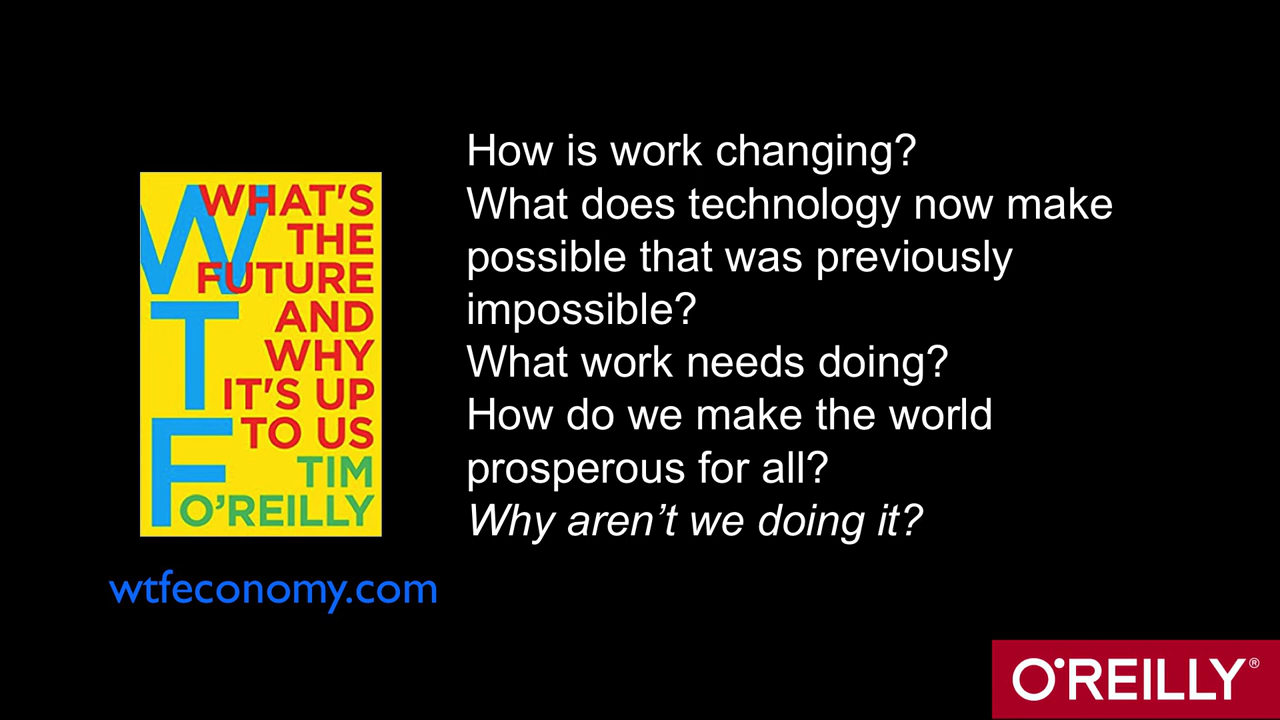 WHAT'S
THE
FUTURE
AND
WHY
IT'S UP
TO US
TIM
O'REILLY
WTF
wtfeconomy.com
How is work changing?
What does technology now make
possible that was previously
impossible?
What work needs doing?
How do we make the world
prosperous for all?
Why aren’t we doing it?
O'REILLY®